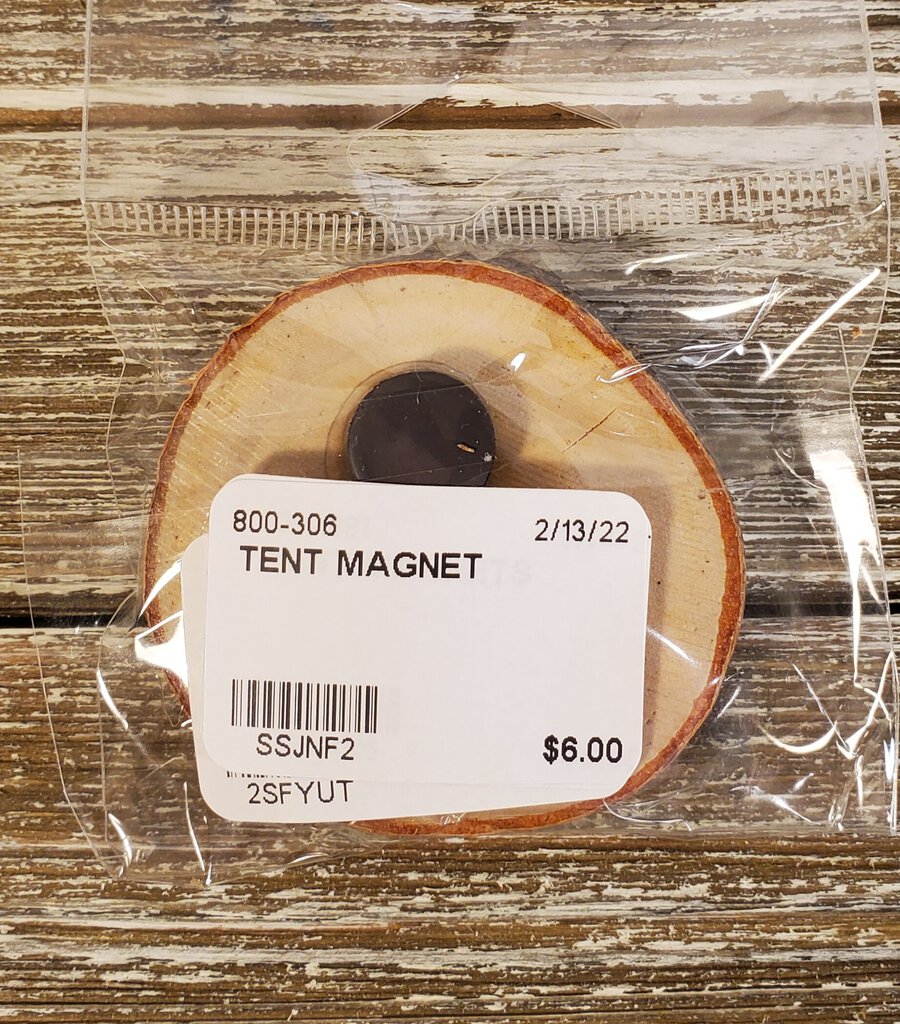 800-306 2/13/22
TENT MAGNET
SSJNF2 $6.00
2SFYUT